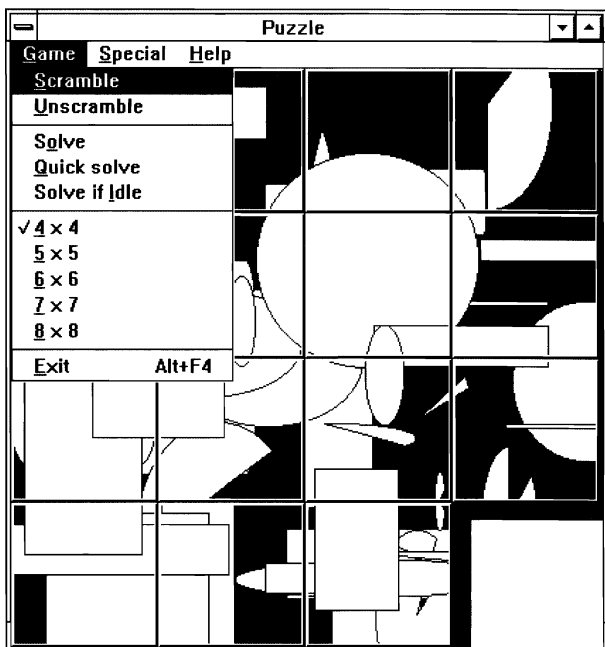 Puzzle
Game Special Help
Scramble
Unscramble
Solve
Quick solve
Solve if Idle
√ 4 × 4
5 × 5
6 × 6
7 × 7
8 × 8
Exit Alt+F4